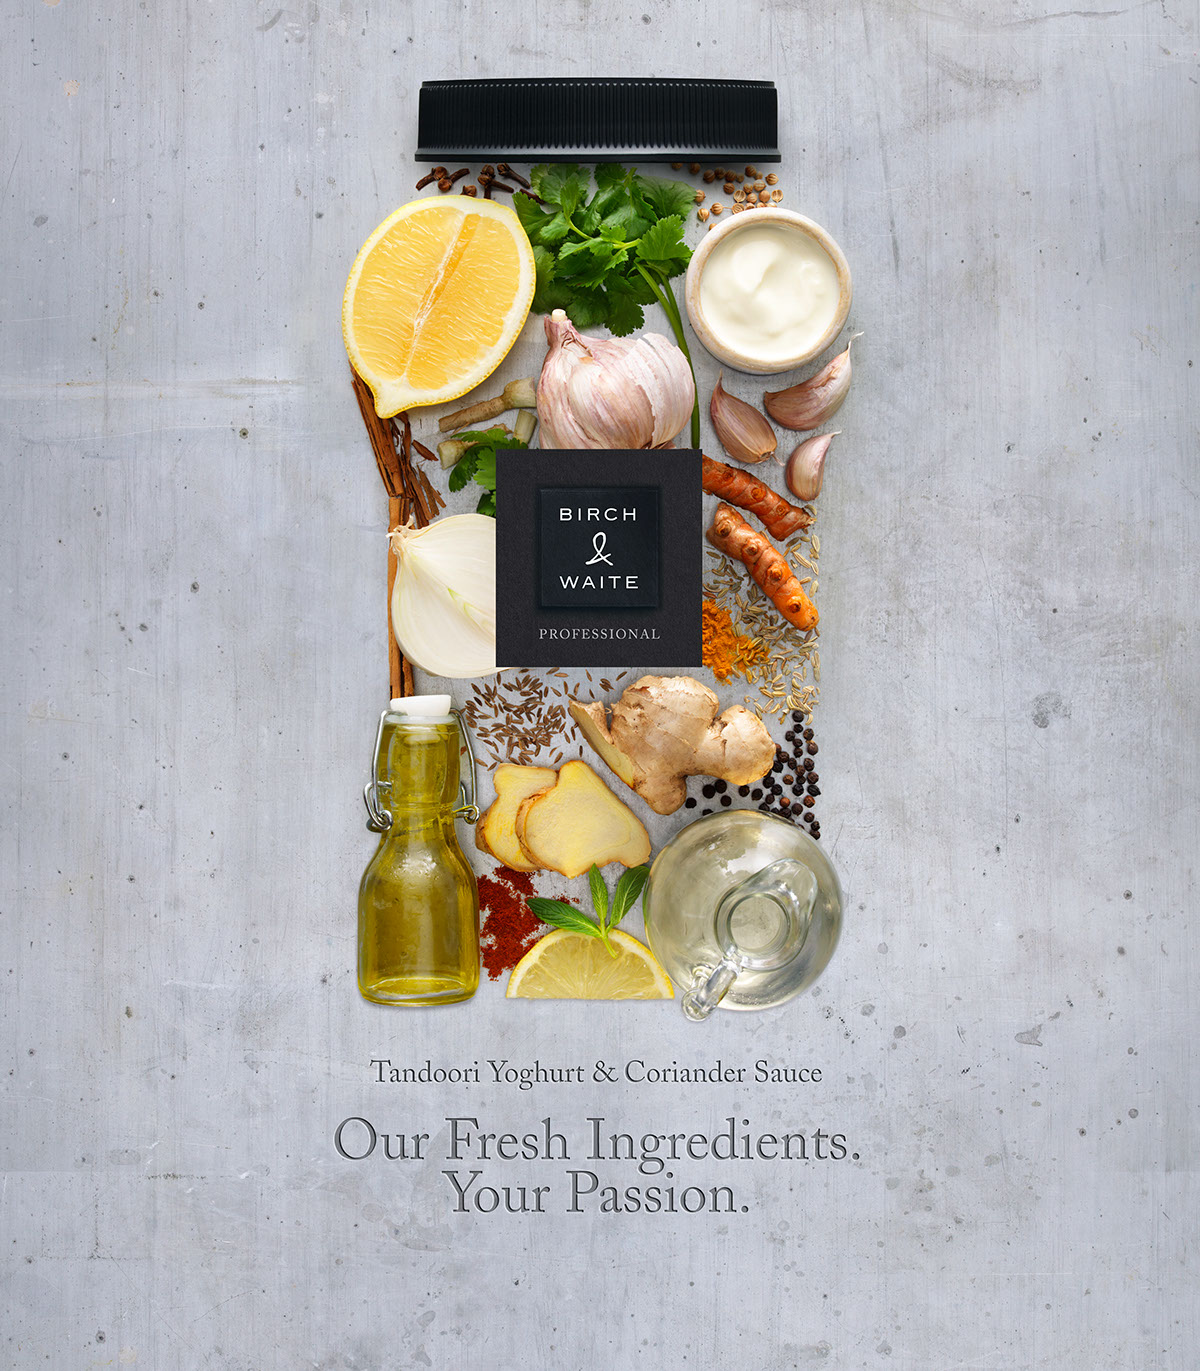 BIRCH
&
WAITE
PROFESSIONAL
Tandoori Yoghurt & Coriander Sauce
Our Fresh Ingredients.
Your Passion.